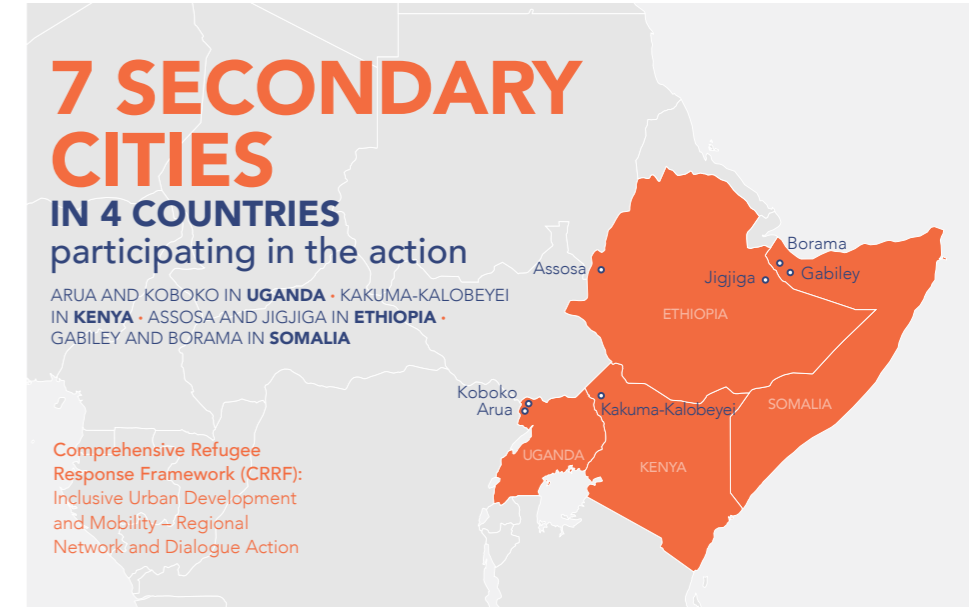 7 SECONDARY
CITIES
IN 4 COUNTRIES
participating in the action
ARUA AND KOBOKO IN UGANDA • KAKUMA-KALOBEYEI
IN KENYA • ASSOSA AND JIGJIGA IN ETHIOPIA •
GABILEY AND BORAMA IN SOMALIA
Borama
Assosa
Jigjiga
Gabiley
ETHIOPIA
Koboko
Arua
Kakuma-Kalobeyei
SOMALIA
UGANDA
KENYA
Comprehensive Refugee
Response Framework (CRRF):
Inclusive Urban Development
and Mobility – Regional
Network and Dialogue Action